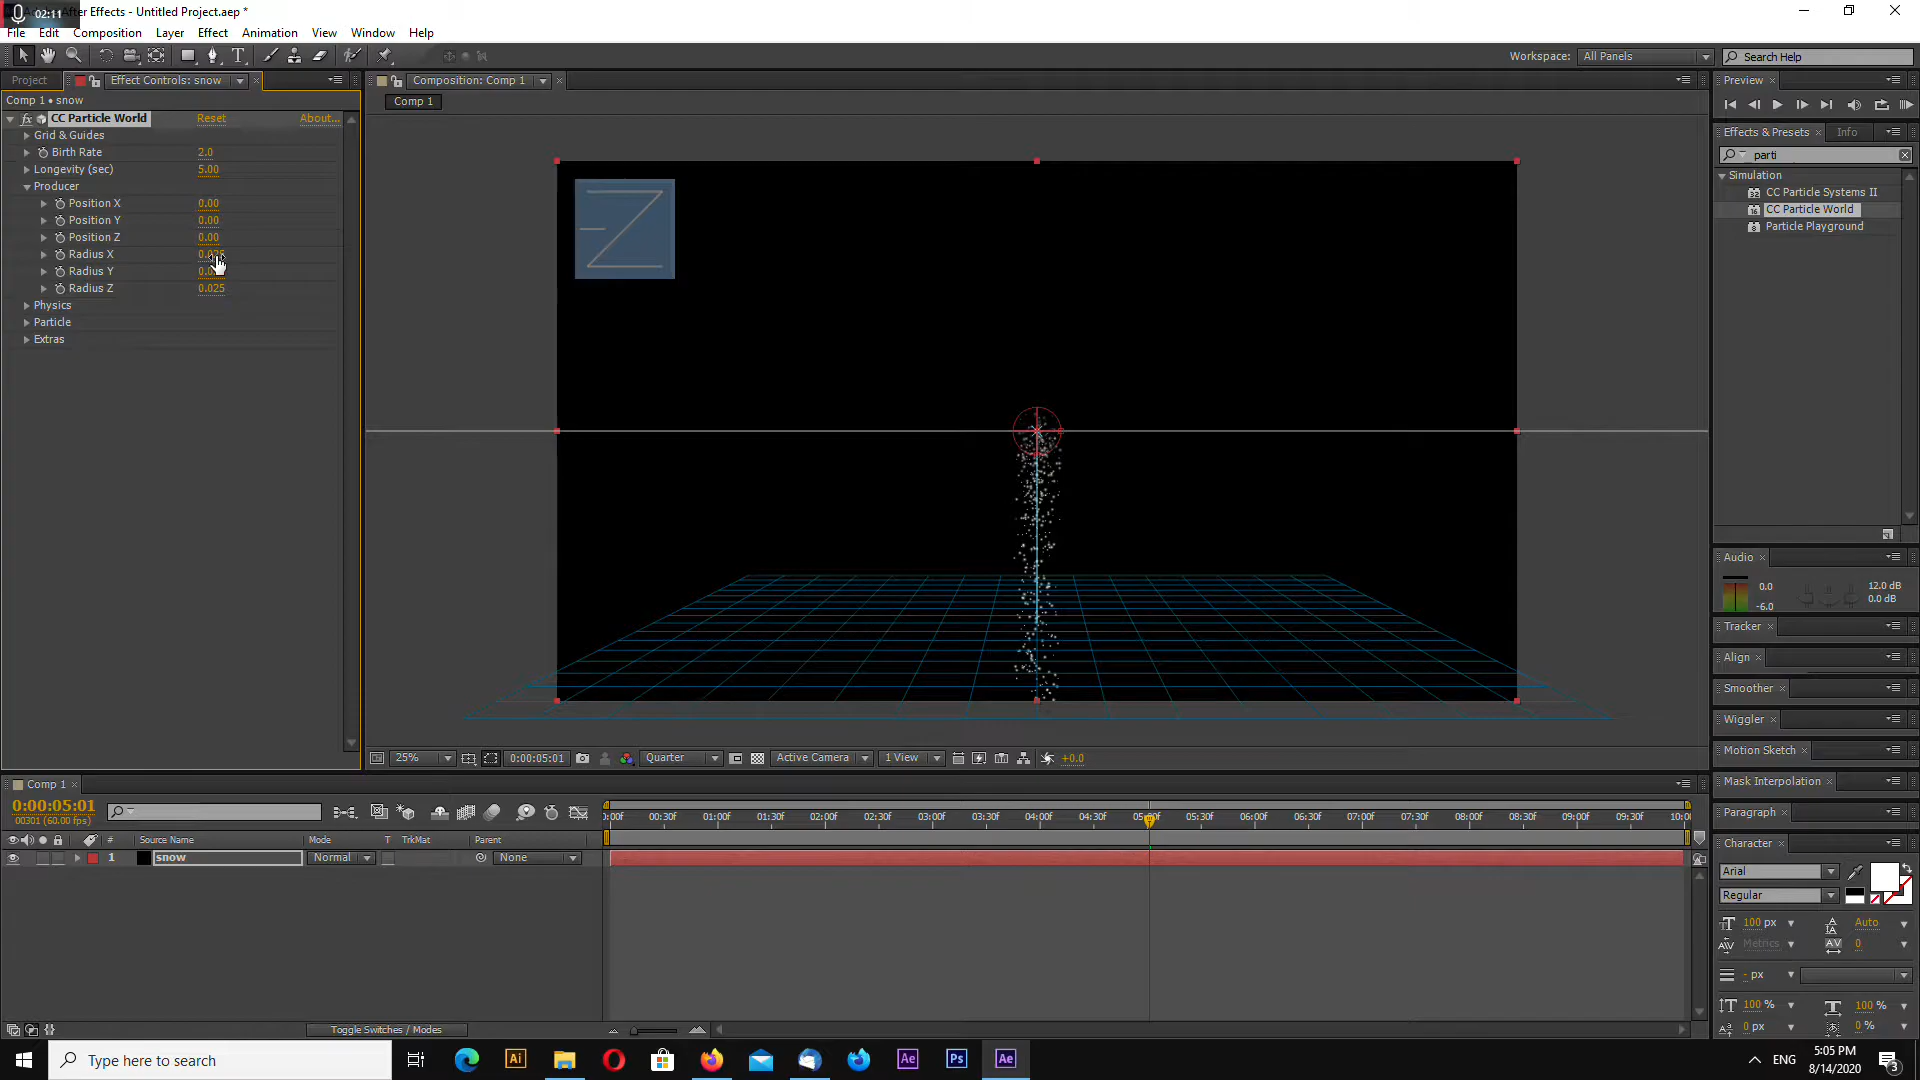 02:11
After Effects - Untitled Project.aep *
File Edit Composition Layer Effect Animation View Window Help
Workspace: All Panels Search Help
Project Effect Controls: snow Composition: Comp 1 Preview
Comp 1 • snow Comp 1
fx CC Particle World Reset About...
Grid & Guides
Birth Rate 2.0
Longevity (sec) 5.00
Producer
Position X 0.00
Position Y 0.00
Position Z 0.00
Radius X
Radius Y
Radius Z 0.025
Physics
Particle
Extras
Effects & Presets Info
parti
Simulation
CC Particle Systems II
CC Particle World
Particle Playground
Audio
0.0 12.0 dB
-6.0 0.0 dB
Tracker
Align
Smoother
Wiggler
Motion Sketch
Mask Interpolation
Paragraph
Character
Arial
Regular
100 px Auto
Metrics AV 0
- px
100 % 100 %
0 px 0 %
25% 0:00:05:01 Quarter Active Camera 1 View +0.0
Comp 1
0:00:05:01
00301 (60.00 fps)
00:30f 01:00f 01:30f 02:00f 02:30f 03:00f 03:30f 04:00f 04:30f 05:00f 05:30f 06:00f 06:30f 07:00f 07:30f 08:00f 08:30f 09:00f 09:30f
# Source Name Mode T TrkMat Parent
1 snow Normal None
Toggle Switches / Modes
Type here to search Ai Ae Ps Ae ENG 5:05 PM
8/14/2020 3